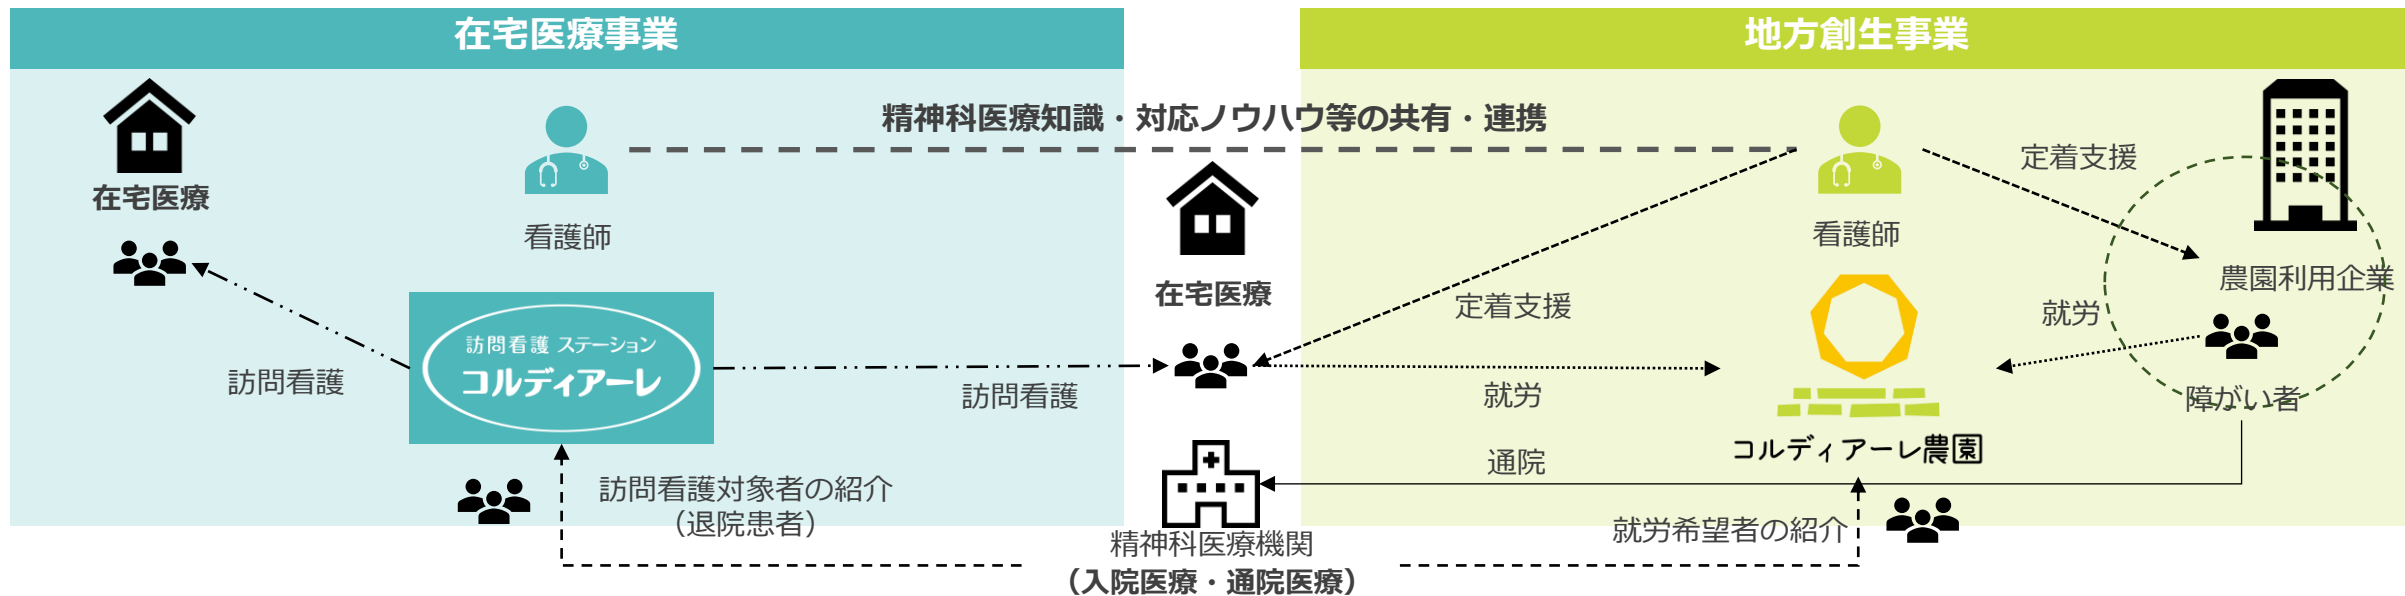 在宅医療事業
地方創生事業
精神科医療知識・対応ノウハウ等の共有・連携
在宅医療
看護師
訪問看護 ステーション
コルディアーレ
訪問看護
訪問看護
訪問看護対象者の紹介
（退院患者）
在宅医療
精神科医療機関
（入院医療・通院医療）
定着支援
就労
通院
看護師
コルディアーレ農園
就労希望者の紹介
定着支援
農園利用企業
就労
障がい者